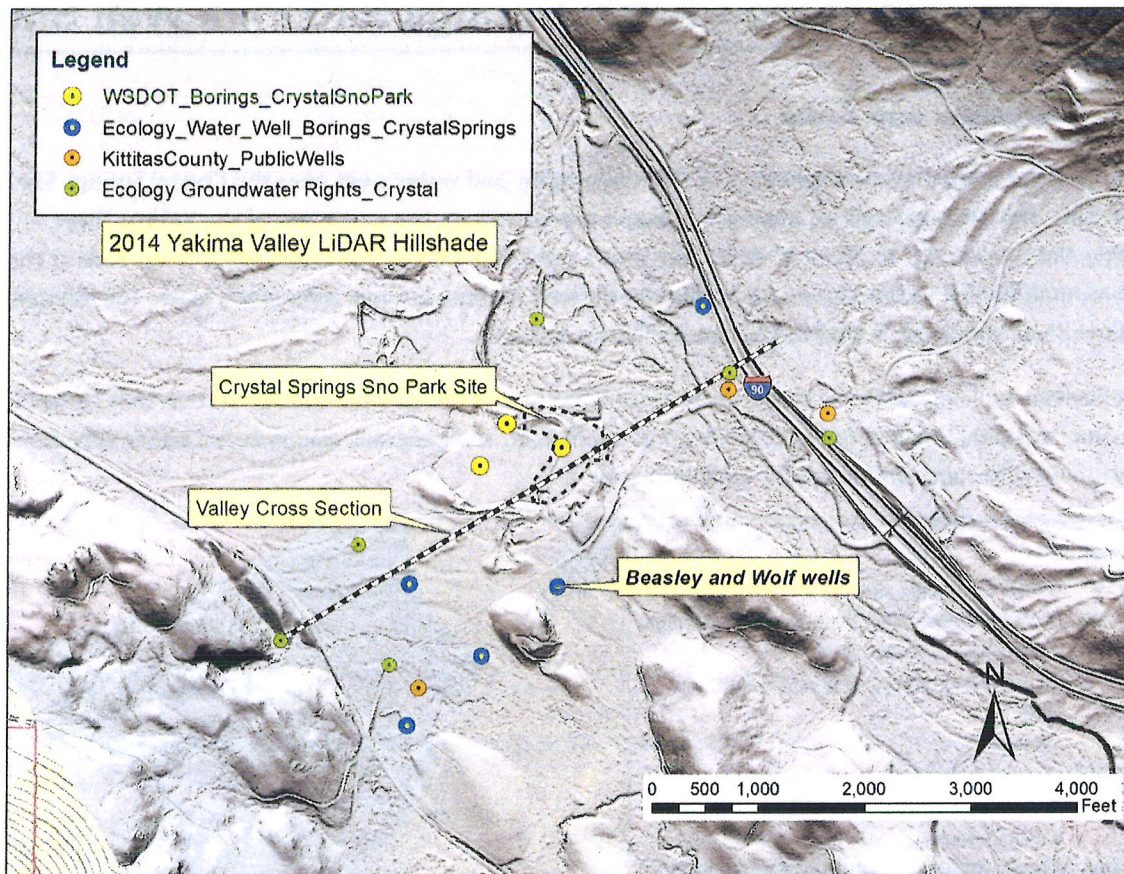 Legend
WSDOT_Borings_CrystalSnoPark
Ecology_Water_Well_Borings_CrystalSprings
KittitasCounty_PublicWells
Ecology Groundwater Rights_Crystal
2014 Yakima Valley LiDAR Hillshade
Crystal Springs Sno Park Site
90
Valley Cross Section
Beasley and Wolf wells
N
0 500 1,000 2,000 3,000 4,000
Feet